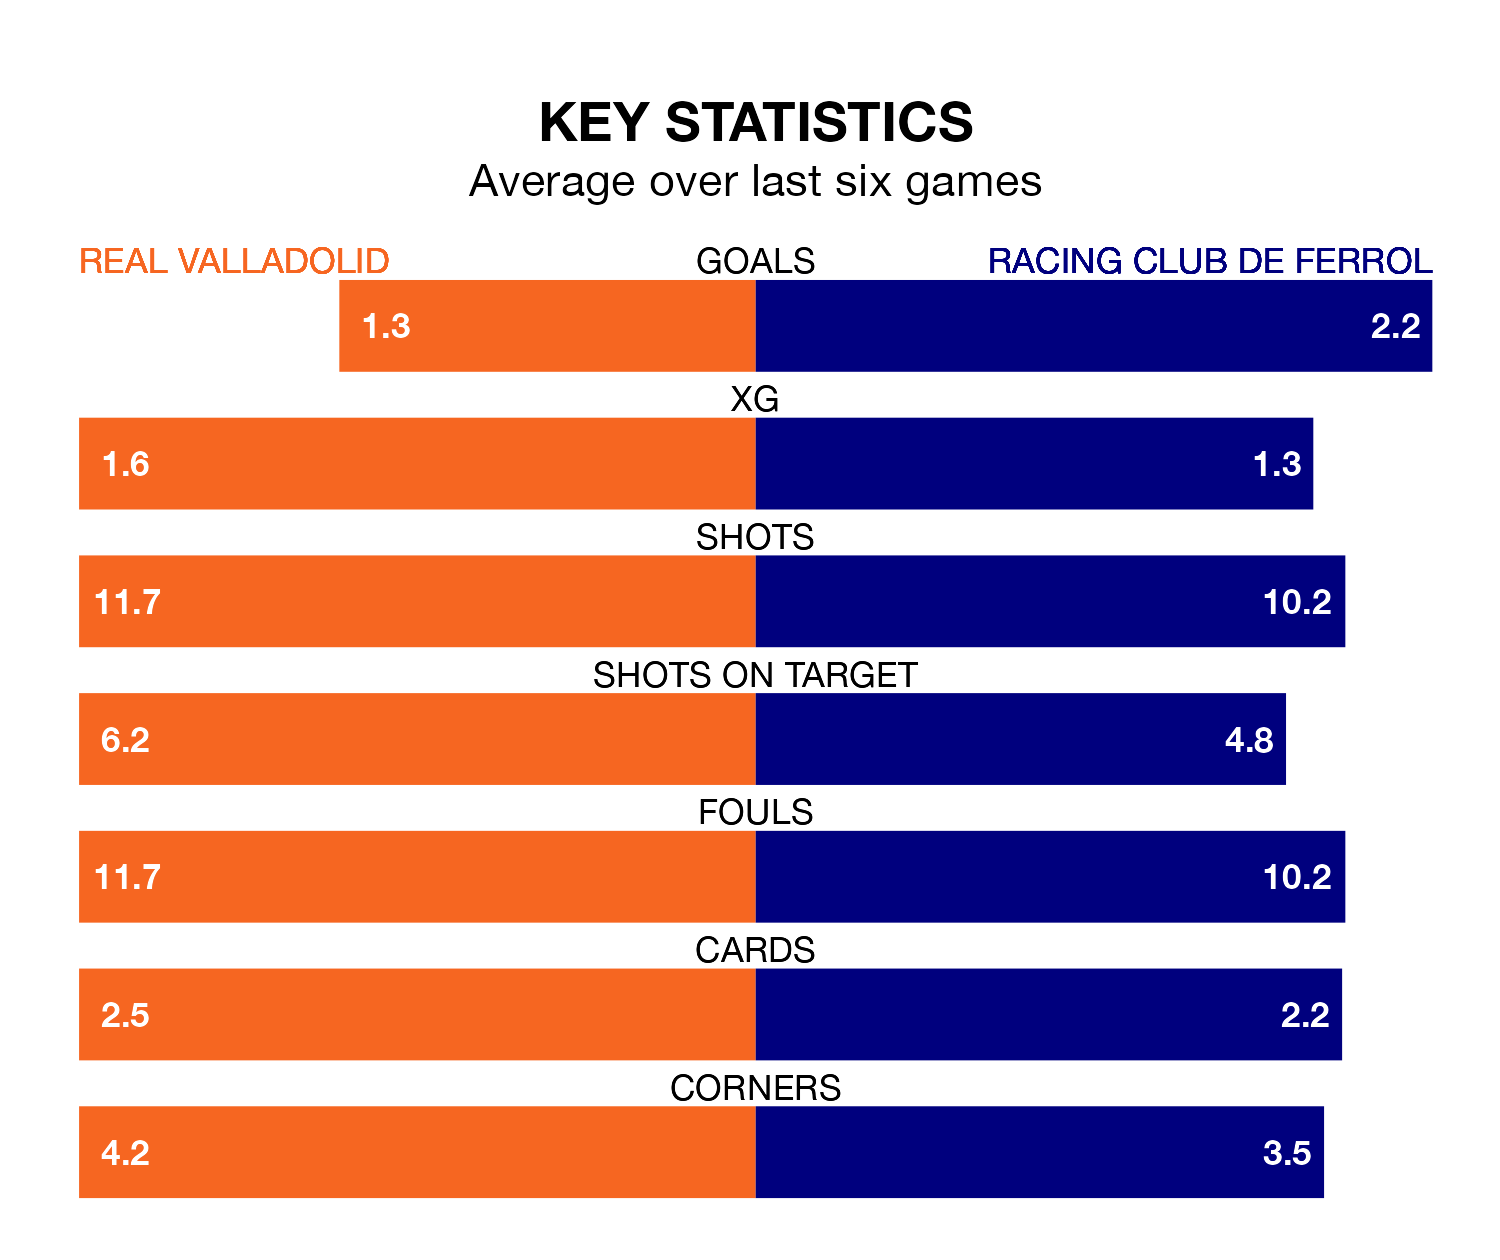 KEY STATISTICS
Average over last six games
REAL VALLADOLID GOALS RACING CLUB DE FERROL
1.3 2.2
XG
1.6 1.3
SHOTS
11.7 10.2
SHOTS ON TARGET
6.2 4.8
FOULS
11.7 10.2
CARDS
2.5 2.2
CORNERS
4.2 3.5